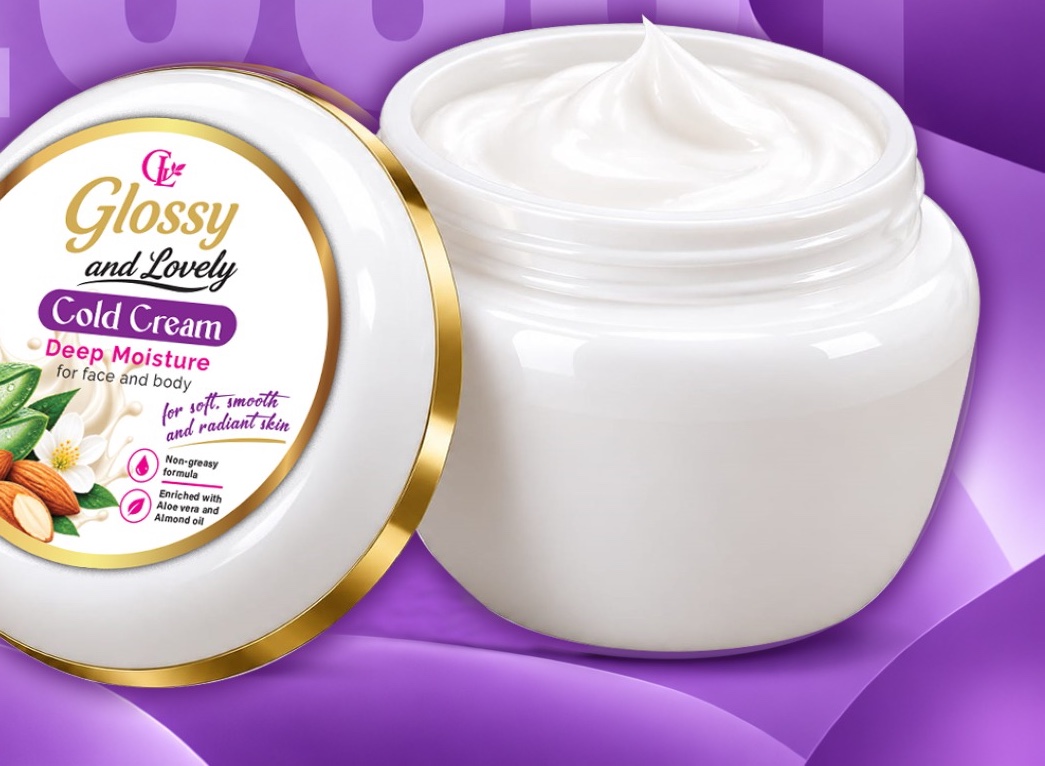 GL
Glossy
and Lovely
Cold Cream
Deep Moisture
for face and body
for soft, smooth
and radiant skin
Non-greasy
formula
Enriched with
Aloe vera and
Almond oil